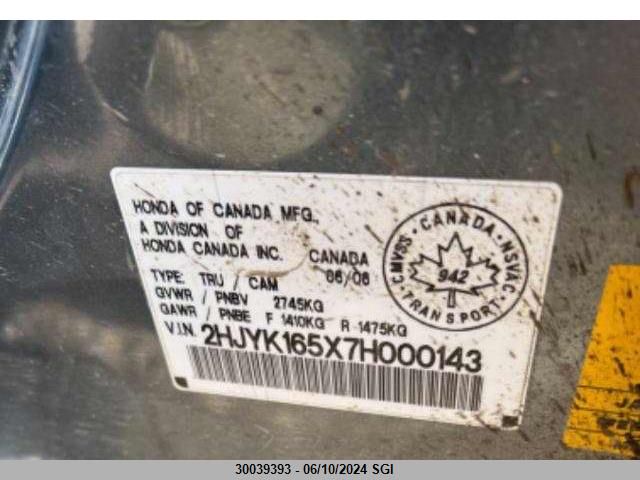 HONDA OF CANADA MFG.,
A DIVISION OF
HONDA CANADA INC. CANADA
TYPE: TRU / CAM 06/06
GVWR / PNBV 2745KG
GAWR / PNBE F 1410KG R 1475KG
V.I.N. 2HJYK165X7H000143
CANADA
CMVSS NSVAC
942
TRANSPORT
30039393 - 06/10/2024 SGI